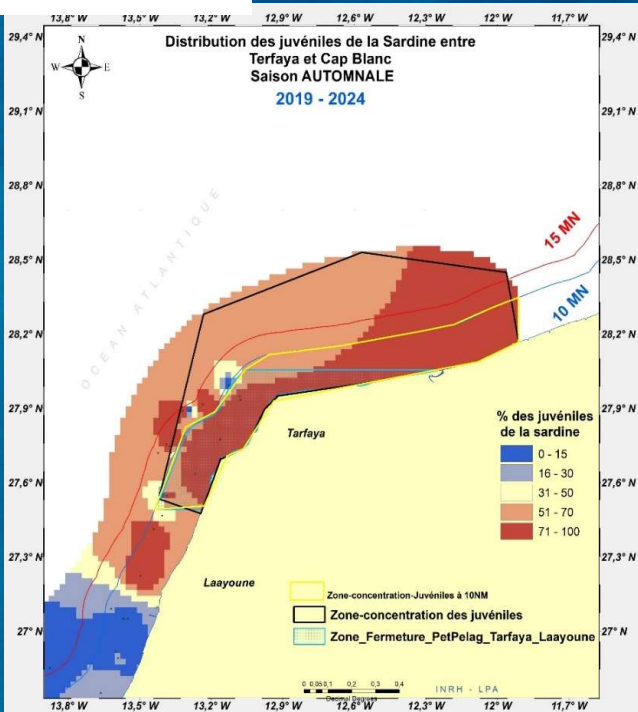 13,8° W 13,5° W 13,2° W 12,9° W 12,6° W 12,3° W 12° W 11,7° W
29,4° N 29,4° N
Distribution des juvéniles de la Sardine entre
Terfaya et Cap Blanc
Saison AUTOMNALE
2019 - 2024
N
W E
S
29,1° N 29,1° N
28,8° N 28,8° N
OCEAN ATLANTIQUE
15 MN
10 MN
28,5° N 28,5° N
28,2° N 28,2° N
27,9° N 27,9° N
Tarfaya
% des juvéniles
de la sardine
0 - 15
16 - 30
31 - 50
51 - 70
71 - 100
27,6° N 27,6° N
27,3° N 27,3° N
Laayoune
Zone-concentration-Juvéniles à 10NM
Zone-concentration des juvéniles
Zone_Fermeture_PetPelag_Tarfaya_Laayoune
27° N 27° N
0 0,05 0,1 0,2 0,3 0,4
Decimal Degrees
INRH - LPA
13,8° W 13,5° W 13,2° W 12,9° W 12,6° W 12,3° W 12° W 11,7° W